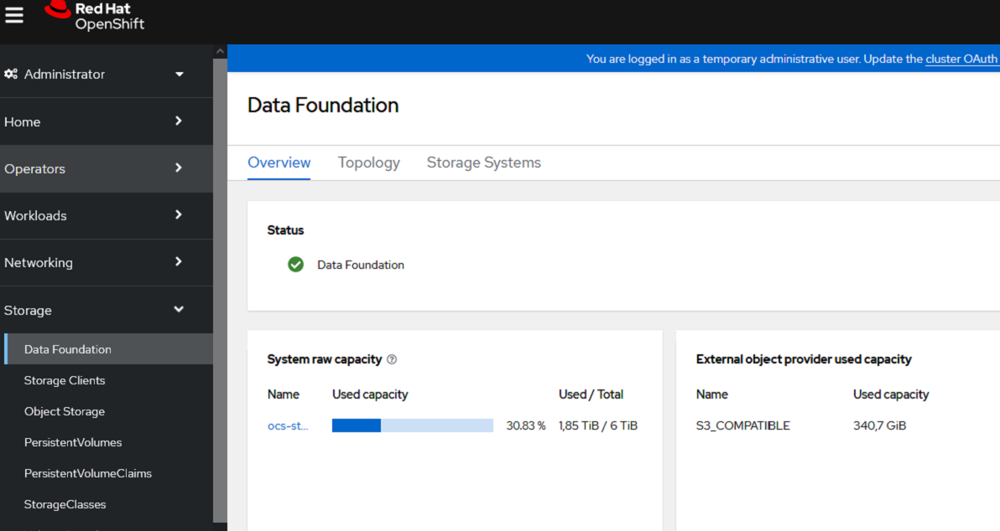 Red Hat
OpenShift
You are logged in as a temporary administrative user. Update the cluster OAuth
Administrator
Home
Operators
Workloads
Networking
Storage
Data Foundation
Storage Clients
Object Storage
PersistentVolumes
PersistentVolumeClaims
StorageClasses
Data Foundation
Overview Topology Storage Systems
Status
Data Foundation
System raw capacity
Name Used capacity Used / Total
ocs-st... 30.83 % 1,85 TiB / 6 TiB
External object provider used capacity
Name Used capacity
S3_COMPATIBLE 340,7 GiB